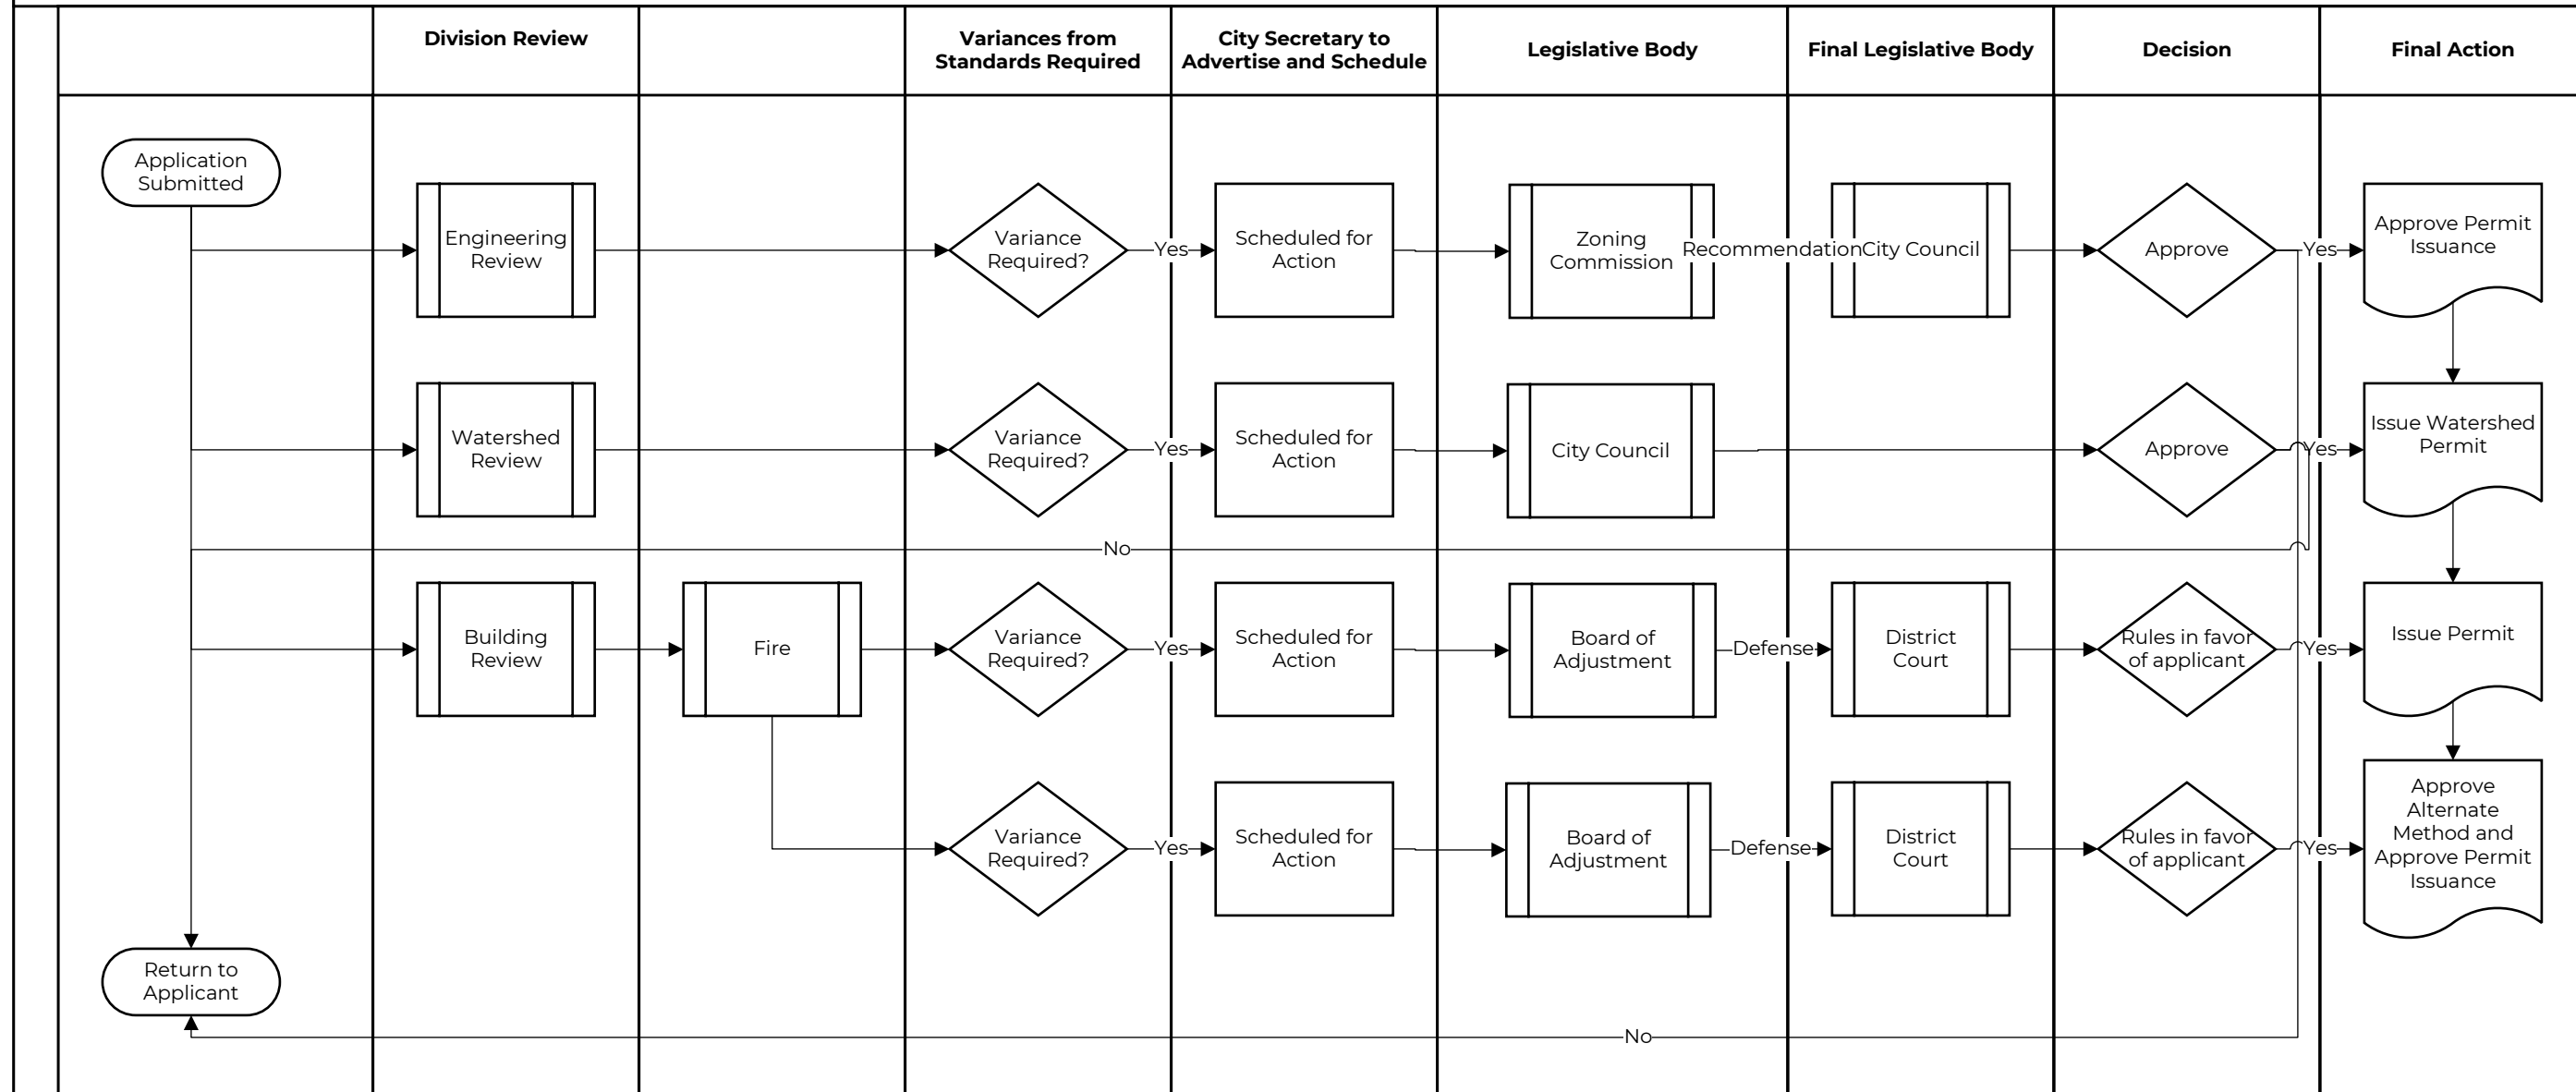 Division Review
Variances from
Standards Required
City Secretary to
Advertise and Schedule
Legislative Body
Final Legislative Body
Decision
Final Action
Application
Submitted
Engineering
Review
Variance
Required?
Yes
Scheduled for
Action
Zoning
Commission
Recommendation
City Council
Approve
Yes
Approve Permit
Issuance
Watershed
Review
Variance
Required?
Yes
Scheduled for
Action
City Council
Approve
Yes
Issue Watershed
Permit
No
Building
Review
Fire
Variance
Required?
Yes
Scheduled for
Action
Board of
Adjustment
Defense
District
Court
Rules in favor
of applicant
Yes
Issue Permit
Variance
Required?
Yes
Scheduled for
Action
Board of
Adjustment
Defense
District
Court
Rules in favor
of applicant
Yes
Approve
Alternate
Method and
Approve Permit
Issuance
Return to
Applicant
No